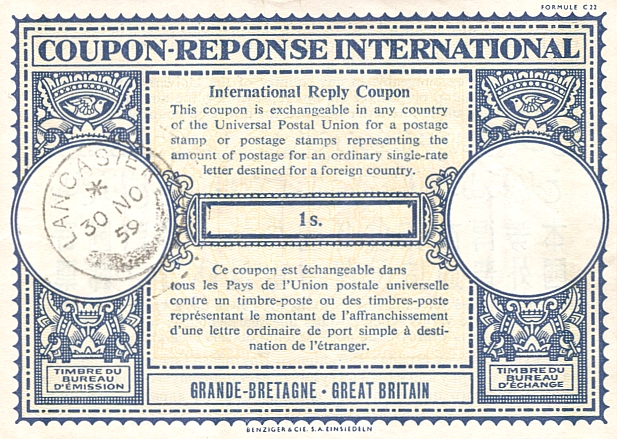 FORMULE C 22
COUPON-REPONSE INTERNATIONAL
International Reply Coupon
This coupon is exchangeable in any country
of the Universal Postal Union for a postage
stamp or postage stamps representing the
amount of postage for an ordinary single-rate
letter destined for a foreign country.
LANCASTER
30 NO
59
1s.
Ce coupon est échangeable dans
tous les Pays de l'Union postale universelle
contre un timbre-poste ou des timbres-poste
représentant le montant de l'affranchissement
d'une lettre ordinaire de port simple à desti-
nation de l'étranger.
TIMBRE DU
BUREAU
D'ÉMISSION
TIMBRE DU
BUREAU
D'ÉCHANGE
GRANDE-BRETAGNE • GREAT BRITAIN
BENZIGER & CIE. S.A. EINSIEDELN